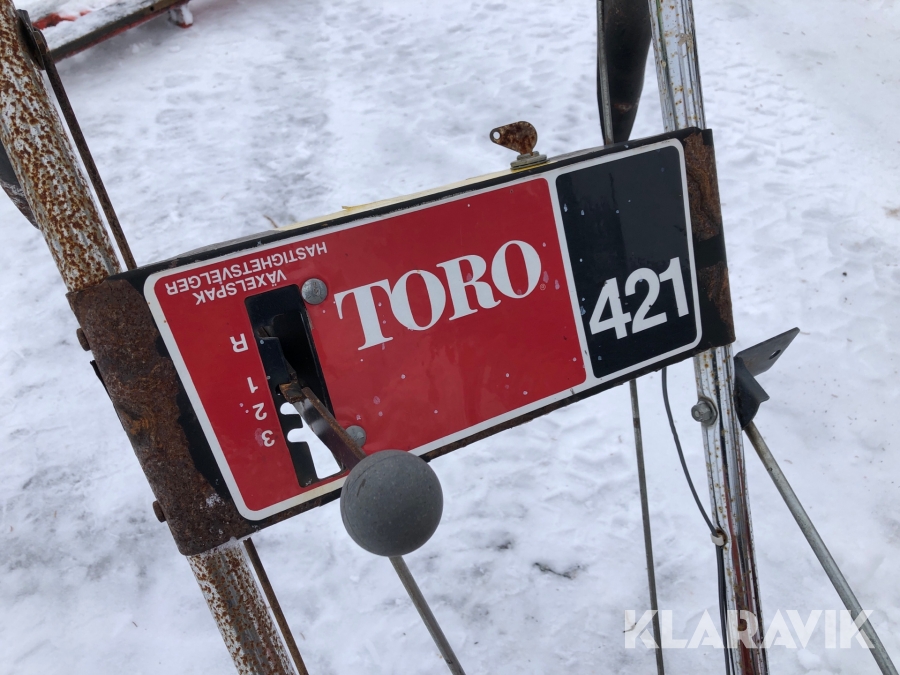 TORO
421
VÄXELSPAK
HASTIGHETSVELGER
R
1
2
3
KLARAVIK